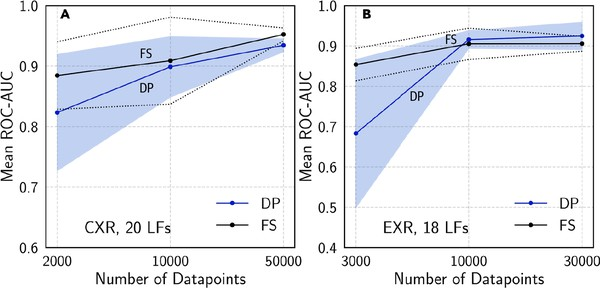 A
1.0
0.9
0.8
0.7
0.6
Mean ROC-AUC
FS
DP
CXR, 20 LFs
DP
FS
2000
10000
50000
Number of Datapoints
B
1.0
0.9
0.8
0.7
0.6
0.5
0.4
Mean ROC-AUC
FS
DP
EXR, 18 LFs
DP
FS
3000
10000
30000
Number of Datapoints